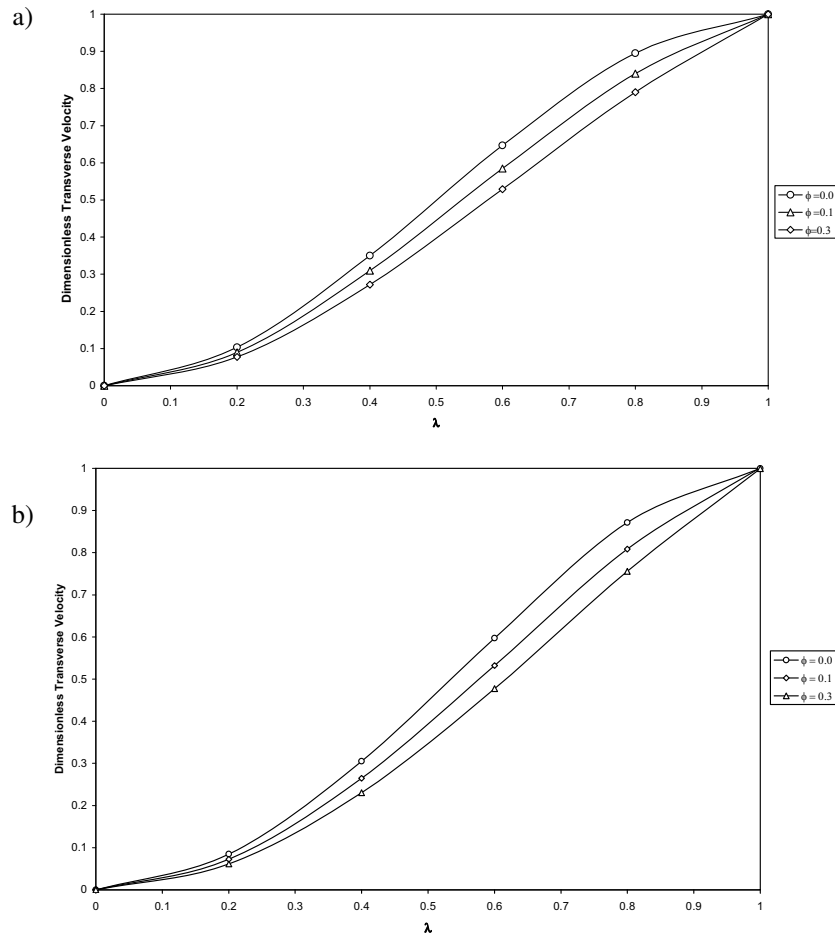 a)
1
0.9
0.8
0.7
0.6
0.5
0.4
0.3
0.2
0.1
0
Dimensionless Transverse Velocity
0 0.1 0.2 0.3 0.4 0.5 0.6 0.7 0.8 0.9 1
λ
ϕ=0.0
ϕ=0.1
ϕ=0.3
b)
1
0.9
0.8
0.7
0.6
0.5
0.4
0.3
0.2
0.1
0
Dimensionless Transverse Velocity
0 0.1 0.2 0.3 0.4 0.5 0.6 0.7 0.8 0.9 1
λ
ϕ = 0.0
ϕ = 0.1
ϕ = 0.3